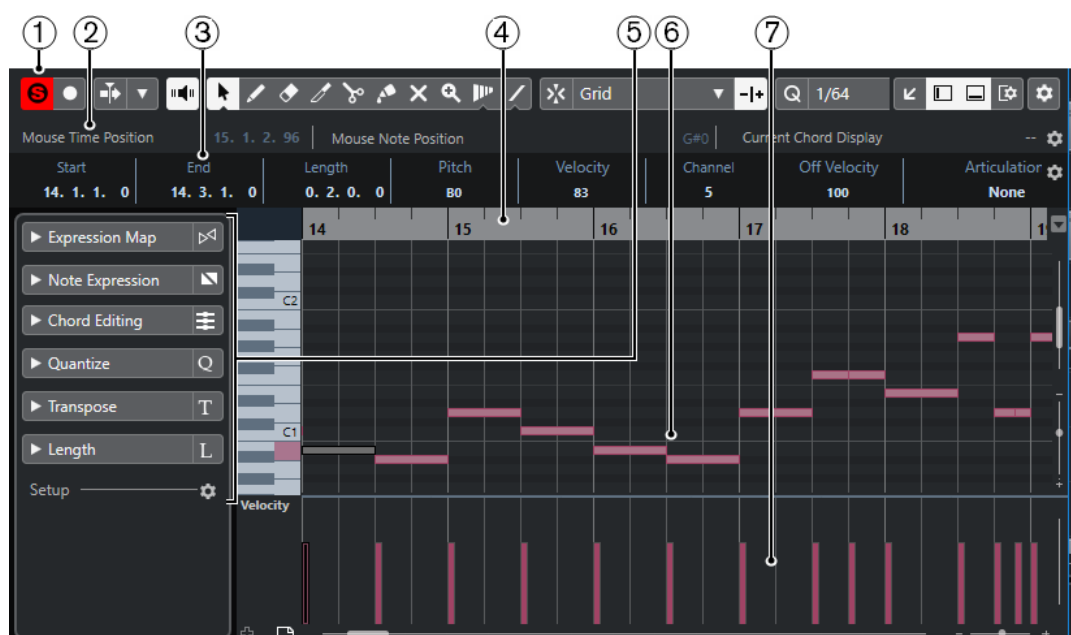 1 2 3 4 5 6 7
S Grid Q 1/64
Mouse Time Position 15. 1. 2. 96 Mouse Note Position G#0 Current Chord Display --
Start End Length Pitch Velocity Channel Off Velocity Articulation
14. 1. 1. 0 14. 3. 1. 0 0. 2. 0. 0 B0 83 5 100 None
14 15 16 17 18 1
Expression Map
Note Expression
C2
Chord Editing
Quantize Q
Transpose T
C1
Length L
Setup
Velocity